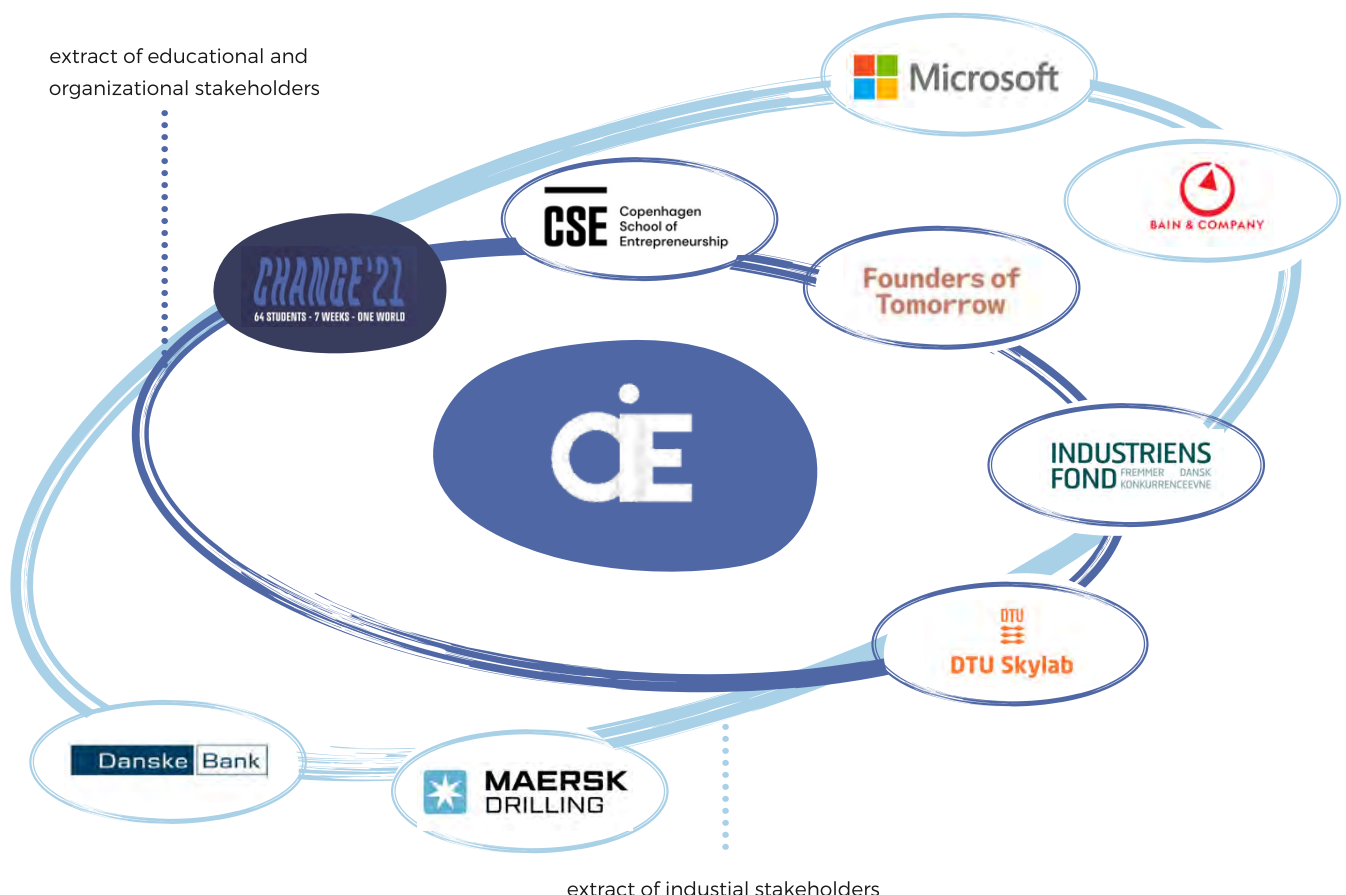 extract of educational and
organizational stakeholders
Microsoft
BAIN & COMPANY
CSE
Copenhagen
School of
Entrepreneurship
CHANGE'21
64 STUDENTS - 7 WEEKS - ONE WORLD
Founders of
Tomorrow
CiE
INDUSTRIENS
FOND FREMMER DANSK
KONKURRENCEEVNE
DTU
DTU Skylab
Danske Bank
MAERSK
DRILLING
extract of industial stakeholders